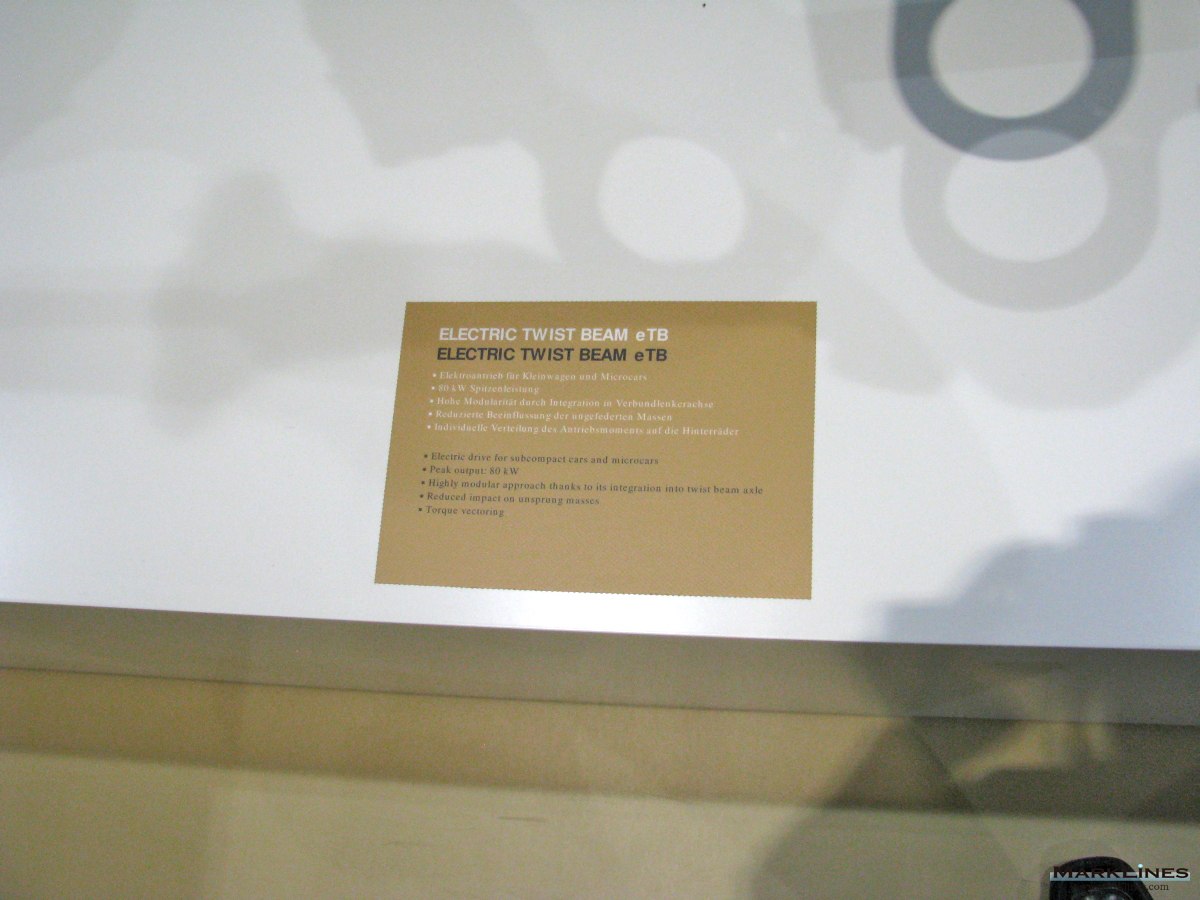 ELECTRIC TWIST BEAM eTB
ELECTRIC TWIST BEAM eTB
• Elektroantrieb für Kleinwagen und Microcars
• 80 kW Spitzenleistung
• Hohe Modularität durch Integration in Verbundlenkerachse
• Reduzierte Beeinflussung der ungefederten Massen
• Individuelle Verteilung des Antriebsmoments auf die Hinterräder
• Electric drive for subcompact cars and microcars
• Peak output: 80 kW
• Highly modular approach thanks to its integration into twist beam axle
• Reduced impact on unsprung masses
• Torque vectoring
MARKLINES
.com